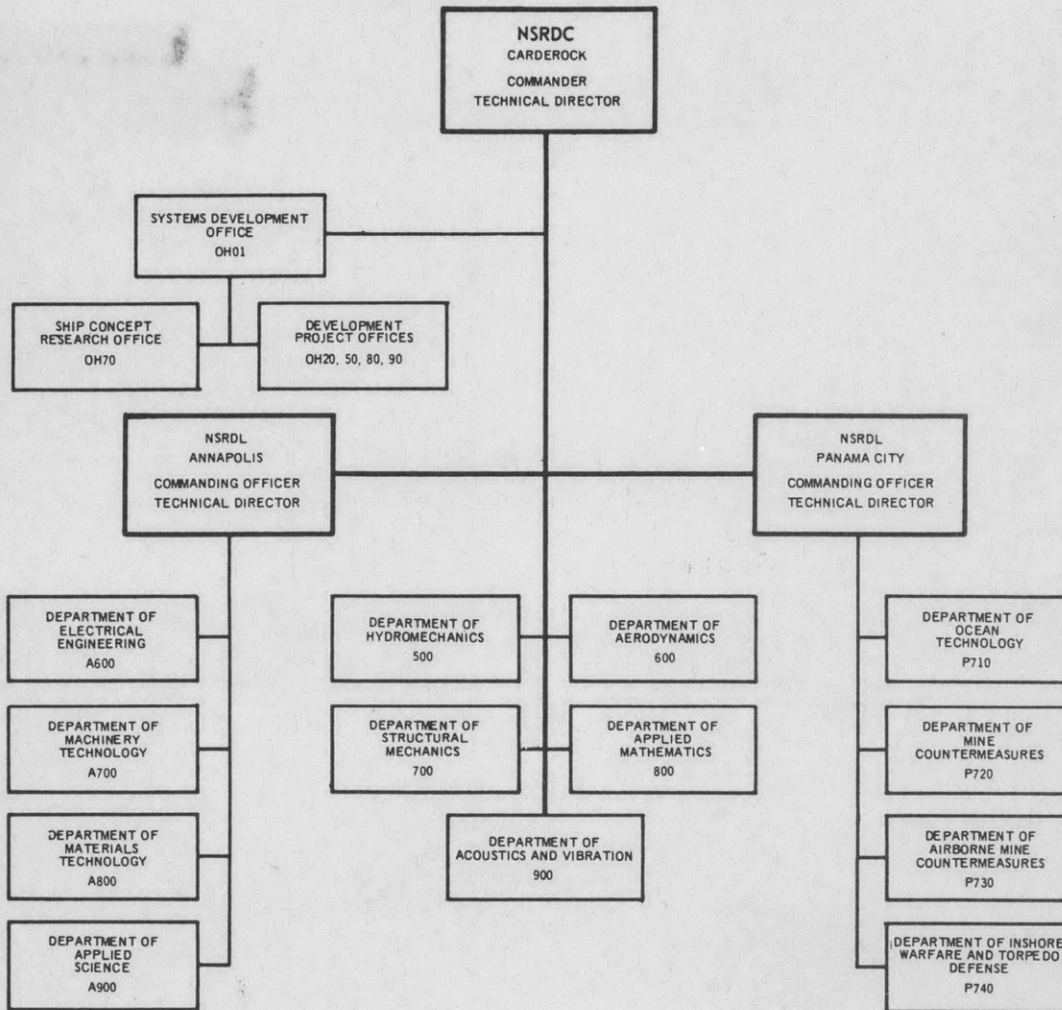 NSRDC
CARDEROCK
COMMANDER
TECHNICAL DIRECTOR
SYSTEMS DEVELOPMENT
OFFICE
OH01
SHIP CONCEPT
RESEARCH OFFICE
OH70
DEVELOPMENT
PROJECT OFFICES
OH20, 50, 80, 90
NSRDL
ANNAPOLIS
COMMANDING OFFICER
TECHNICAL DIRECTOR
NSRDL
PANAMA CITY
COMMANDING OFFICER
TECHNICAL DIRECTOR
DEPARTMENT OF
ELECTRICAL
ENGINEERING
A600
DEPARTMENT OF
HYDROMECHANICS
500
DEPARTMENT OF
AERODYNAMICS
600
DEPARTMENT OF
OCEAN
TECHNOLOGY
P710
DEPARTMENT OF
MACHINERY
TECHNOLOGY
A700
DEPARTMENT OF
STRUCTURAL
MECHANICS
700
DEPARTMENT OF
APPLIED
MATHEMATICS
800
DEPARTMENT OF
MINE
COUNTERMEASURES
P720
DEPARTMENT OF
MATERIALS
TECHNOLOGY
A800
DEPARTMENT OF
ACOUSTICS AND VIBRATION
900
DEPARTMENT OF
AIRBORNE MINE
COUNTERMEASURES
P730
DEPARTMENT OF
APPLIED
SCIENCE
A900
DEPARTMENT OF INSHORE
WARFARE AND TORPEDO
DEFENSE
P740